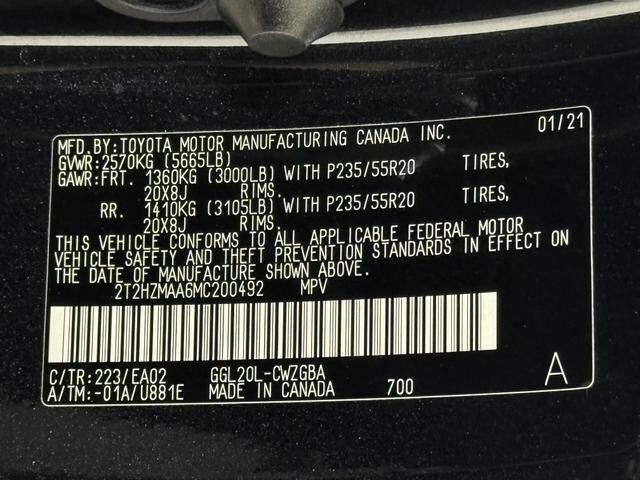 MFD.BY:TOYOTA MOTOR MANUFACTURING CANADA INC. 01/21
GVWR:2570KG (5665LB)
GAWR:FRT. 1360KG (3000LB) WITH P235/55R20 TIRES,
20X8J RIMS.
RR. 1410KG (3105LB) WITH P235/55R20 TIRES,
20X8J RIMS.
THIS VEHICLE CONFORMS TO ALL APPLICABLE FEDERAL MOTOR
VEHICLE SAFETY AND THEFT PREVENTION STANDARDS IN EFFECT ON
THE DATE OF MANUFACTURE SHOWN ABOVE.
2T2HZMAA6MC200492 MPV
C/TR:223/EA02 GGL20L-CWZGBA
A/TM:-01A/U881E MADE IN CANADA 700 A